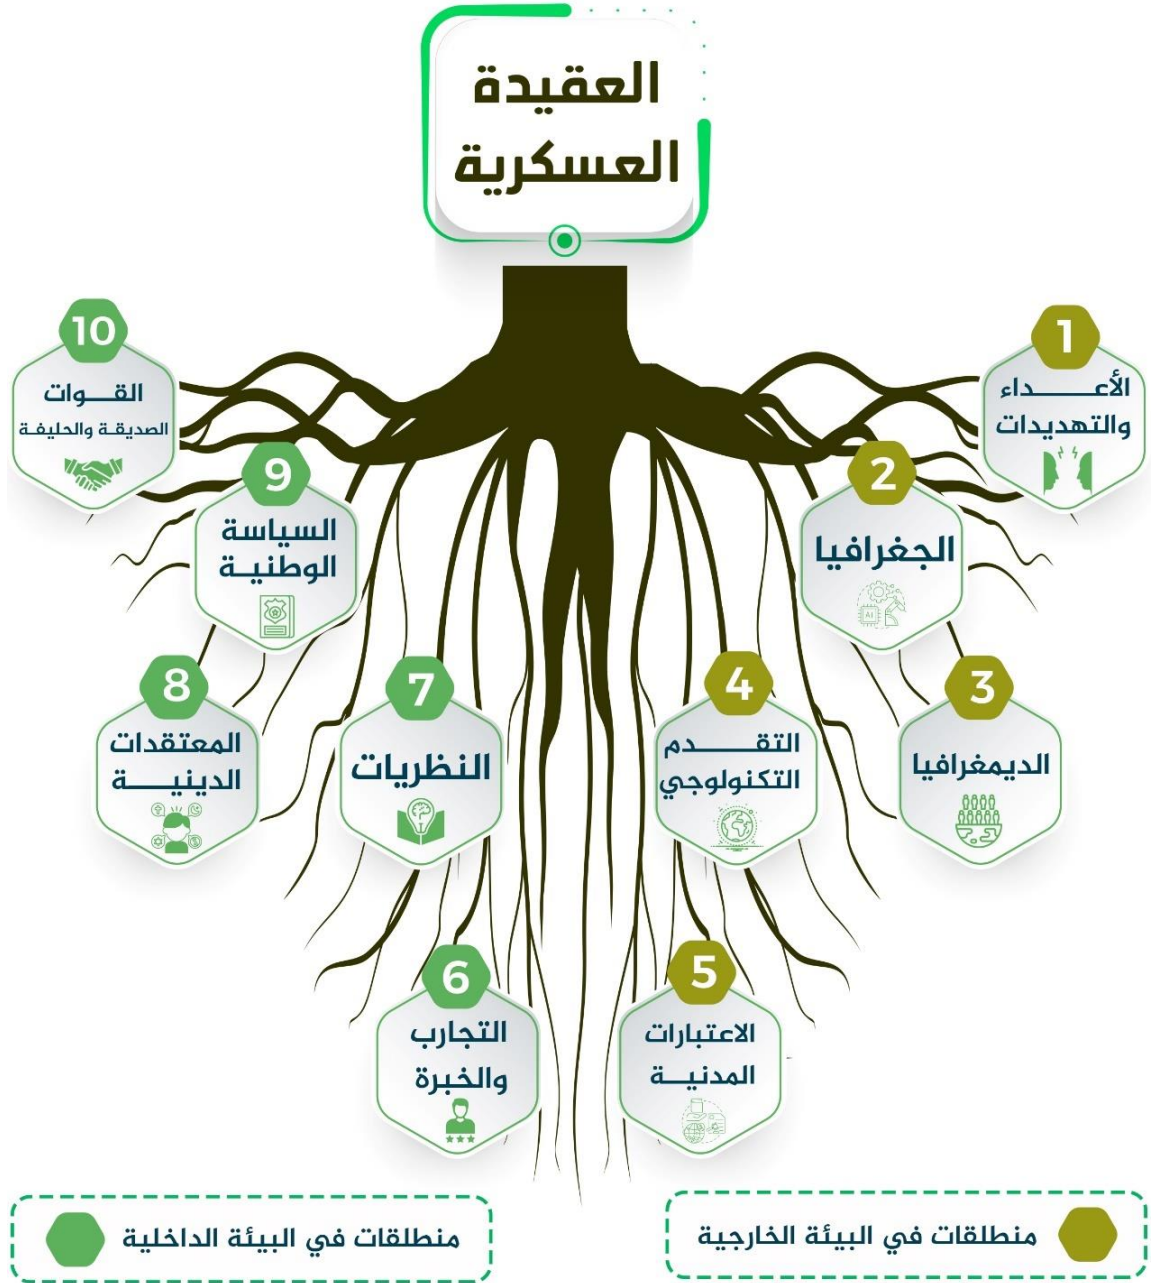 العقيدة
العسكرية
1
الأعداء
والتهديدات
2
الجغرافيا
AI
3
الديمغرافيا
4
التقدم
التكنولوجي
5
الاعتبارات
المدنية
6
التجارب
والخبرة
7
النظريات
8
المعتقدات
الدينية
9
السياسة
الوطنية
10
القوات
الصديقة والحليفة
منطلقات في البيئة الخارجية
منطلقات في البيئة الداخلية